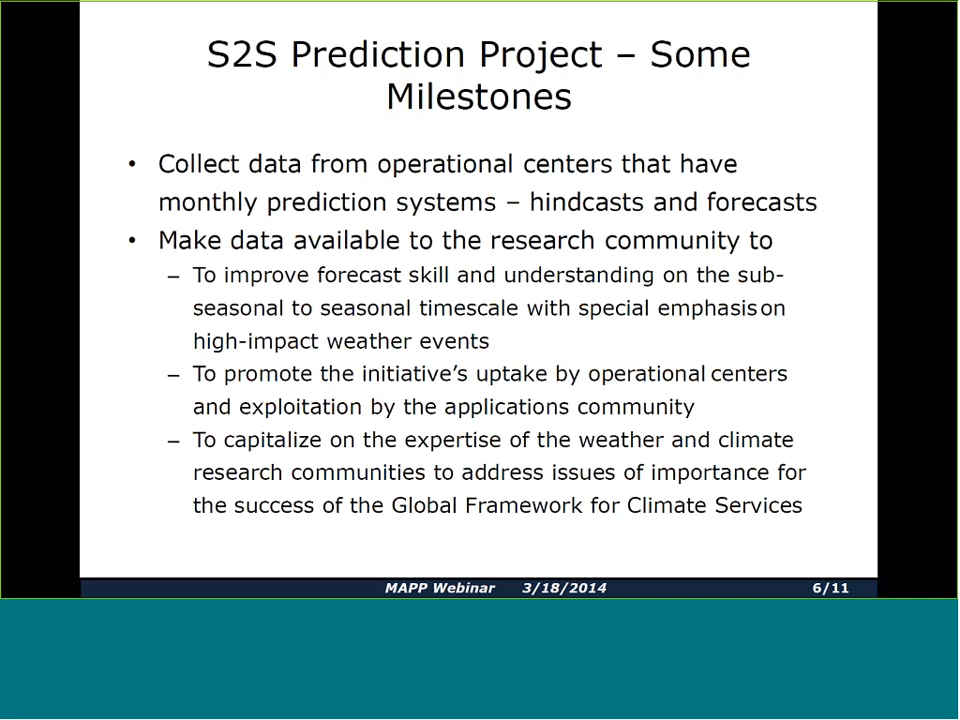 S2S Prediction Project – Some
Milestones
• Collect data from operational centers that have
monthly prediction systems – hindcasts and forecasts
• Make data available to the research community to
– To improve forecast skill and understanding on the sub-
seasonal to seasonal timescale with special emphasis on
high-impact weather events
– To promote the initiative’s uptake by operational centers
and exploitation by the applications community
– To capitalize on the expertise of the weather and climate
research communities to address issues of importance for
the success of the Global Framework for Climate Services
MAPP Webinar 3/18/2014 6/11